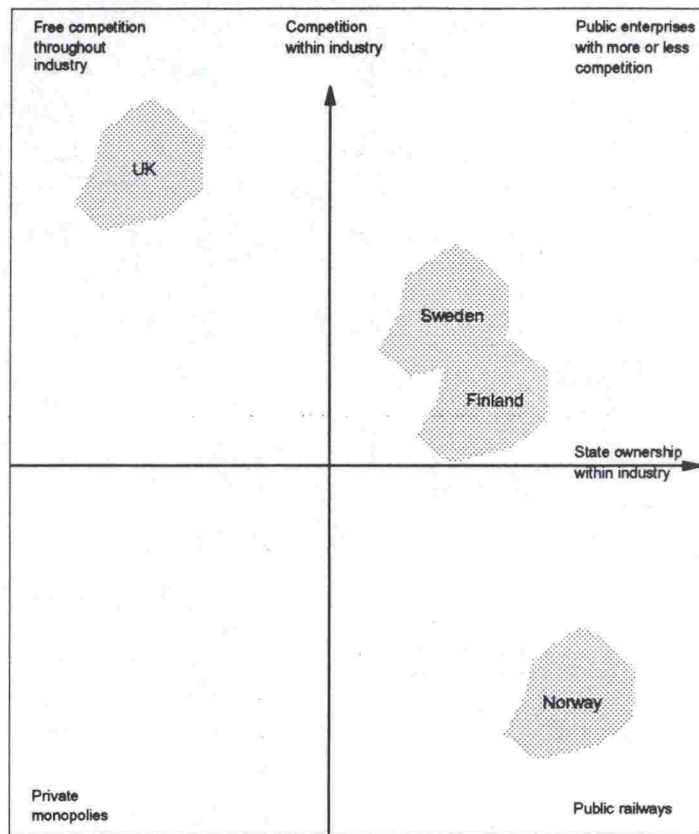 Free competition
throughout
industry
Competition
within industry
Public enterprises
with more or less
competition
UK
Sweden
Finland
State ownership
within industry
Norway
Private
monopolies
Public railways